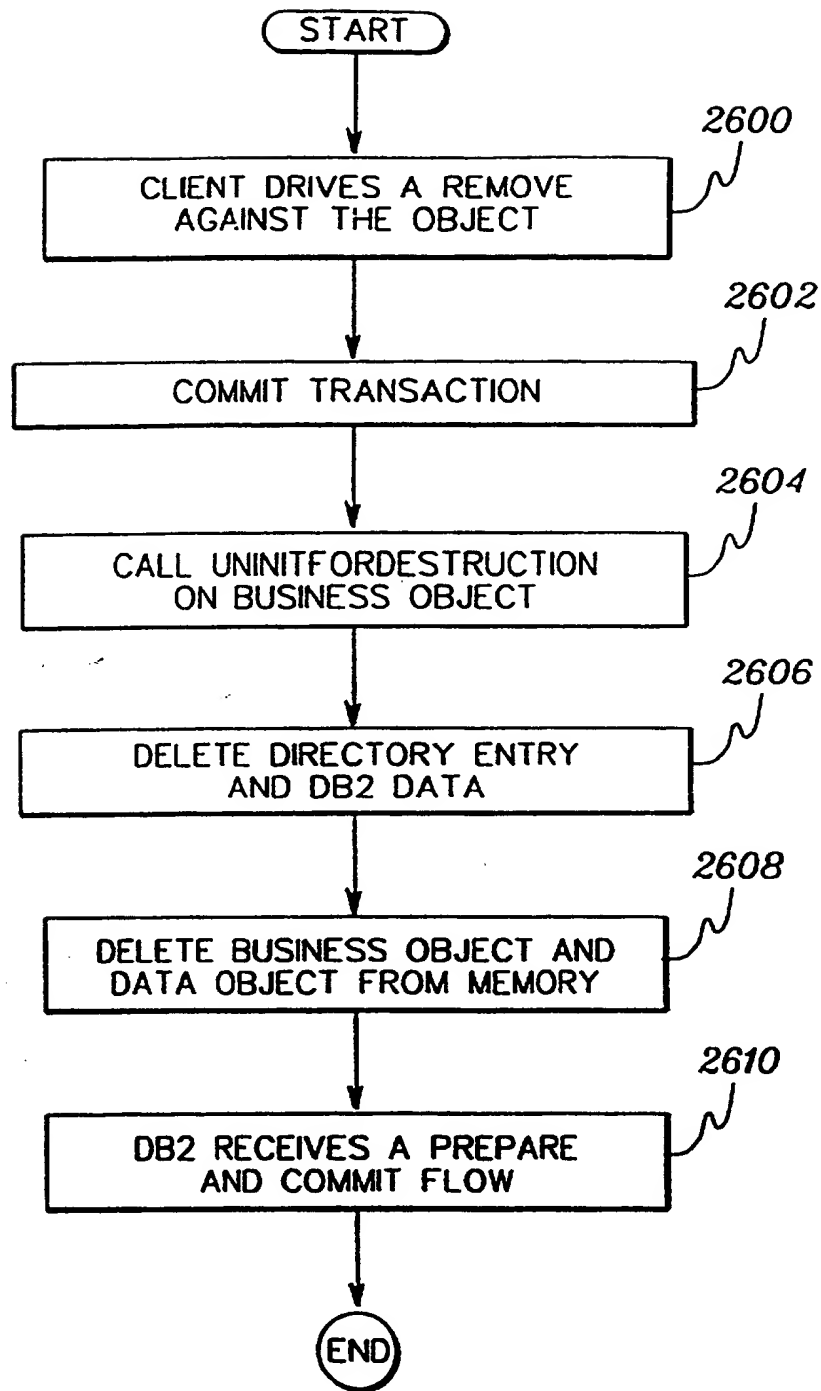 START
2600
CLIENT DRIVES A REMOVE
AGAINST THE OBJECT
2602
COMMIT TRANSACTION
2604
CALL UNINITFORDESTRUCTION
ON BUSINESS OBJECT
2606
DELETE DIRECTORY ENTRY
AND DB2 DATA
2608
DELETE BUSINESS OBJECT AND
DATA OBJECT FROM MEMORY
2610
DB2 RECEIVES A PREPARE
AND COMMIT FLOW
END